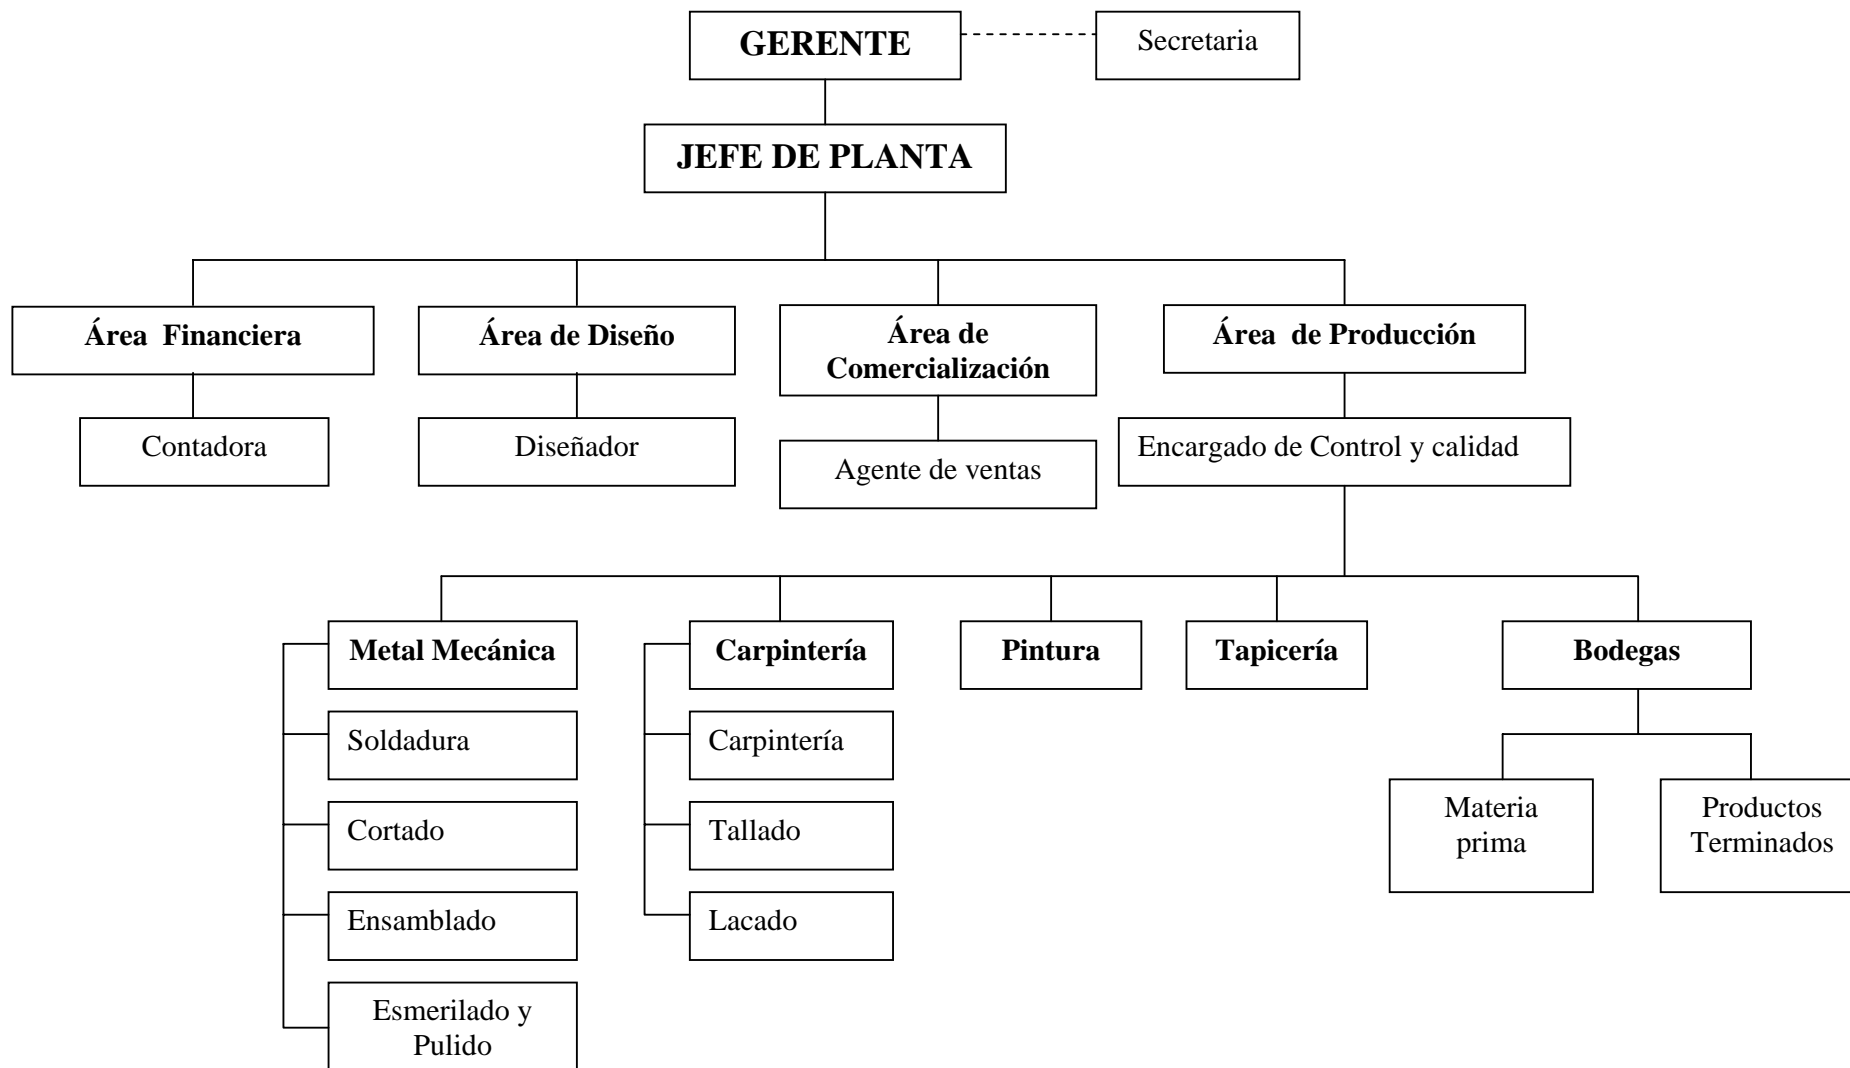 GERENTE
Secretaria
JEFE DE PLANTA
Área  Financiera
Área de Diseño
Área de
Comercialización
Área  de Producción
Contadora
Diseñador
Agente de ventas
Encargado de Control y calidad
Metal Mecánica
Carpintería
Pintura
Tapicería
Bodegas
Soldadura
Cortado
Ensamblado
Esmerilado y
Pulido
Carpintería
Tallado
Lacado
Materia
prima
Productos
Terminados